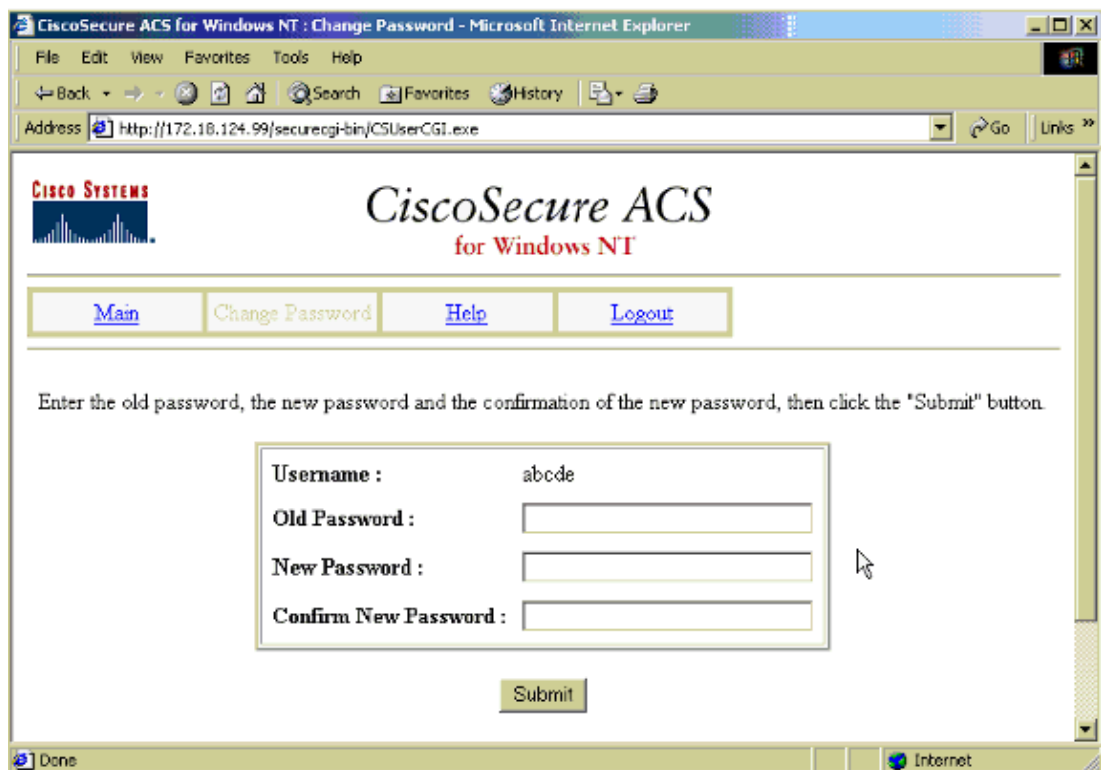 CiscoSecure ACS for Windows NT : Change Password - Microsoft Internet Explorer
File Edit View Favorites Tools Help
Back Search Favorites History
Address http://172.18.124.99/securecgi-bin/CSUserCGI.exe Go Links »
CISCO SYSTEMS
CiscoSecure ACS
for Windows NT
Main Change Password Help Logout
Enter the old password, the new password and the confirmation of the new password, then click the "Submit" button.
Username : abcde
Old Password :
New Password :
Confirm New Password :
Submit
Done Internet